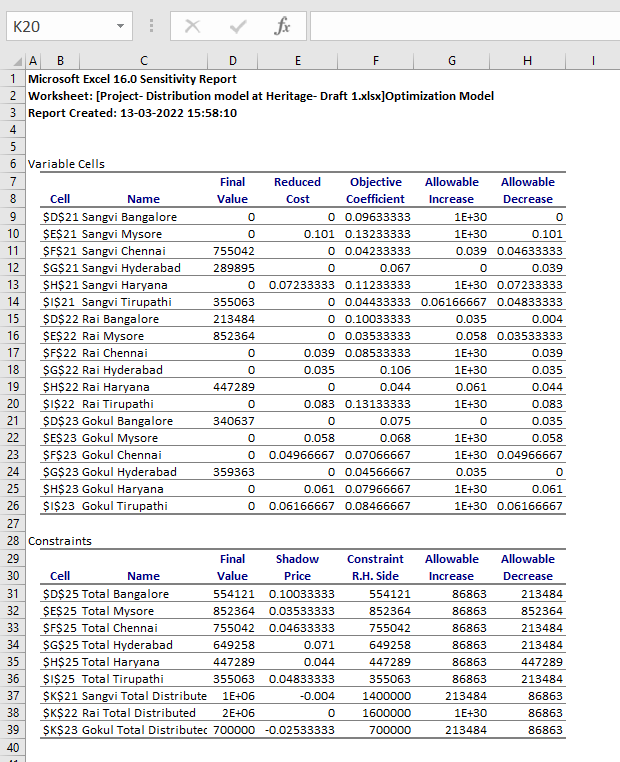 K20 fx
A B C D E F G H I
1 Microsoft Excel 16.0 Sensitivity Report
2 Worksheet: [Project- Distribution model at Heritage- Draft 1.xlsx]Optimization Model
3 Report Created: 13-03-2022 15:58:10
4
5
6 Variable Cells
7 Final Reduced Objective Allowable Allowable
8 Cell Name Value Cost Coefficient Increase Decrease
9 $D$21 Sangvi Bangalore 0 0 0.09633333 1E+30 0
10 $E$21 Sangvi Mysore 0 0.101 0.13233333 1E+30 0.101
11 $F$21 Sangvi Chennai 755042 0 0.04233333 0.039 0.04633333
12 $G$21 Sangvi Hyderabad 289895 0 0.067 0 0.039
13 $H$21 Sangvi Haryana 0 0.07233333 0.11233333 1E+30 0.07233333
14 $I$21 Sangvi Tirupathi 355063 0 0.04433333 0.06166667 0.04833333
15 $D$22 Rai Bangalore 213484 0 0.10033333 0.035 0.004
16 $E$22 Rai Mysore 852364 0 0.03533333 0.058 0.03533333
17 $F$22 Rai Chennai 0 0.039 0.08533333 1E+30 0.039
18 $G$22 Rai Hyderabad 0 0.035 0.106 1E+30 0.035
19 $H$22 Rai Haryana 447289 0 0.044 0.061 0.044
20 $I$22 Rai Tirupathi 0 0.083 0.13133333 1E+30 0.083
21 $D$23 Gokul Bangalore 340637 0 0.075 0 0.035
22 $E$23 Gokul Mysore 0 0.058 0.068 1E+30 0.058
23 $F$23 Gokul Chennai 0 0.04966667 0.07066667 1E+30 0.04966667
24 $G$23 Gokul Hyderabad 359363 0 0.04566667 0.035 0
25 $H$23 Gokul Haryana 0 0.061 0.07966667 1E+30 0.061
26 $I$23 Gokul Tirupathi 0 0.06166667 0.08466667 1E+30 0.06166667
27
28 Constraints
29 Final Shadow Constraint Allowable Allowable
30 Cell Name Value Price R.H. Side Increase Decrease
31 $D$25 Total Bangalore 554121 0.10033333 554121 86863 213484
32 $E$25 Total Mysore 852364 0.03533333 852364 86863 852364
33 $F$25 Total Chennai 755042 0.04633333 755042 86863 213484
34 $G$25 Total Hyderabad 649258 0.071 649258 86863 213484
35 $H$25 Total Haryana 447289 0.044 447289 86863 447289
36 $I$25 Total Tirupathi 355063 0.04833333 355063 86863 213484
37 $K$21 Sangvi Total Distribute 1E+06 -0.004 1400000 213484 86863
38 $K$22 Rai Total Distributed 2E+06 0 1600000 1E+30 86863
39 $K$23 Gokul Total Distributec 700000 -0.02533333 700000 213484 86863
40